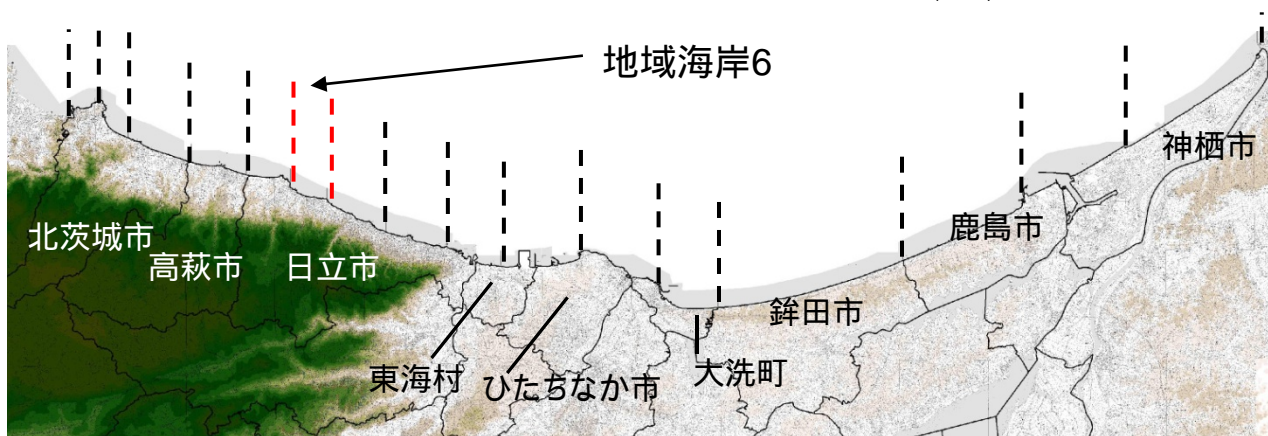 地域海岸6
神栖市
鹿島市
北茨城市
高萩市
日立市
鉾田市
東海村
ひたちなか市
大洗町